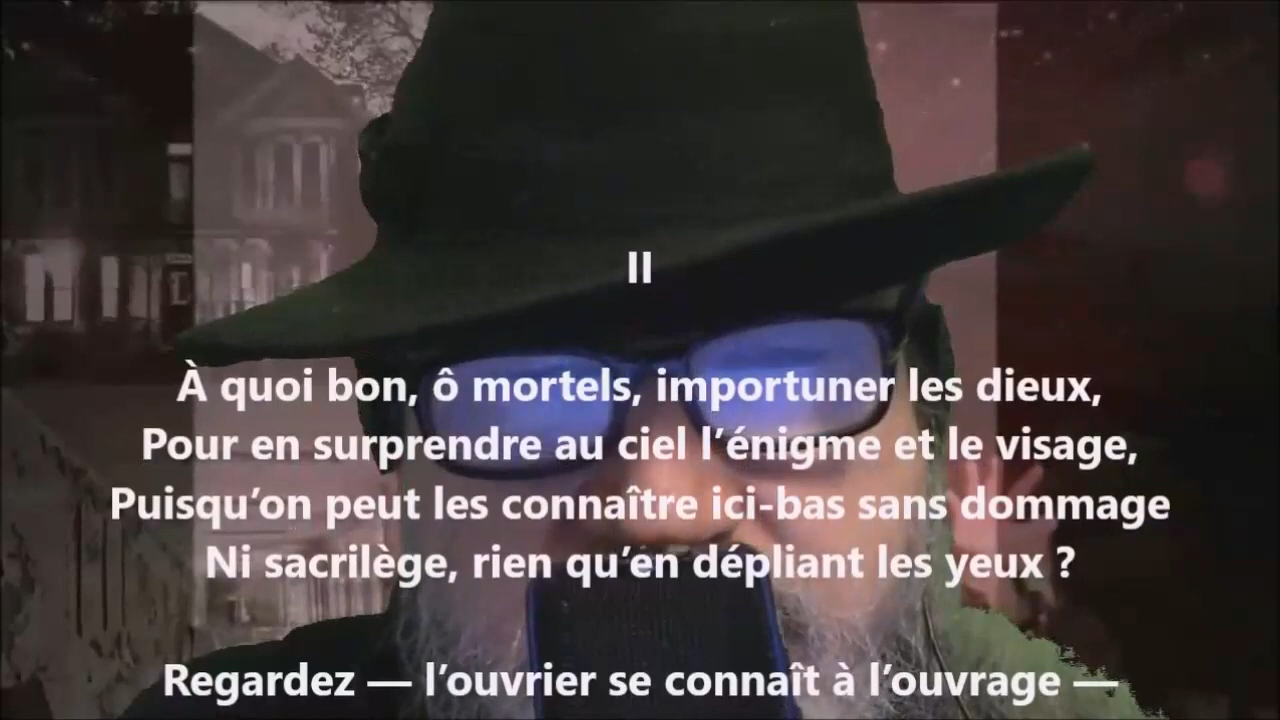 II
À quoi bon, ô mortels, importuner les dieux,
Pour en surprendre au ciel l’énigme et le visage,
Puisqu’on peut les connaître ici-bas sans dommage
Ni sacrilège, rien qu’en dépliant les yeux ?
Regardez — l’ouvrier se connaît à l’ouvrage —